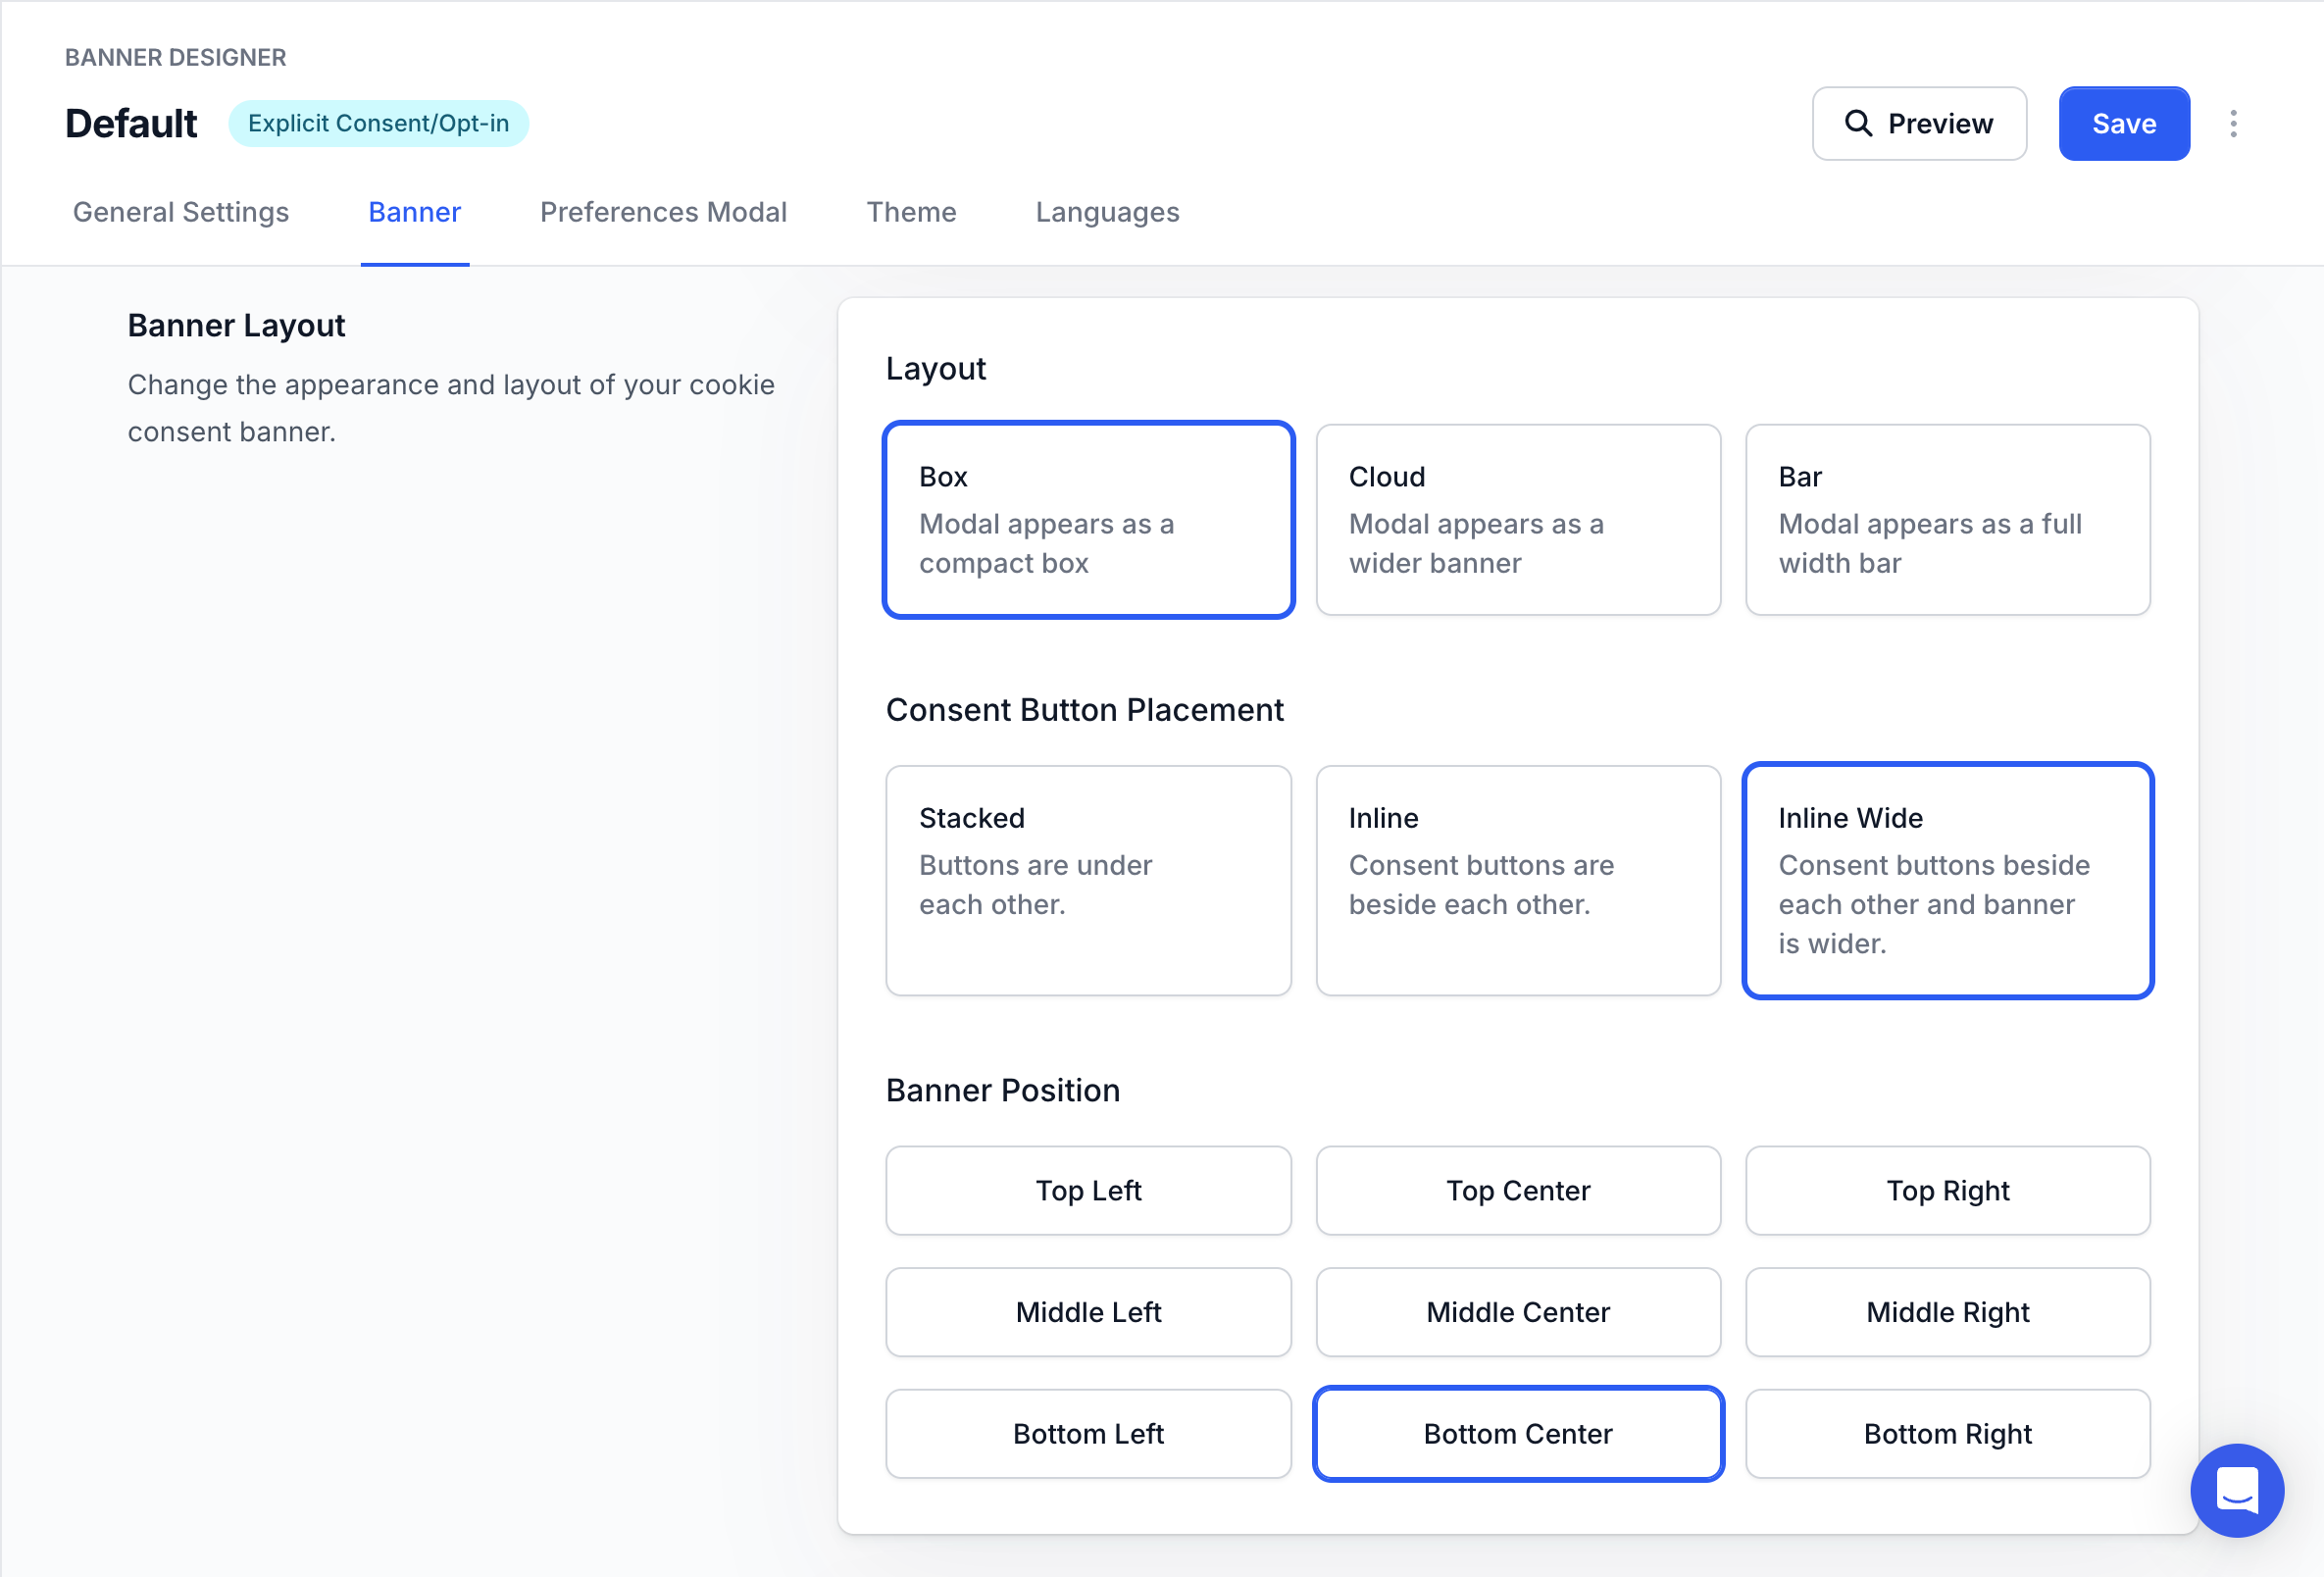 BANNER DESIGNER
Default
Explicit Consent/Opt-in
Preview
Save
General Settings
Banner
Preferences Modal
Theme
Languages
Banner Layout
Change the appearance and layout of your cookie
consent banner.
Layout
Box
Modal appears as a
compact box
Cloud
Modal appears as a
wider banner
Bar
Modal appears as a full
width bar
Consent Button Placement
Stacked
Buttons are under
each other.
Inline
Consent buttons are
beside each other.
Inline Wide
Consent buttons beside
each other and banner
is wider.
Banner Position
Top Left
Top Center
Top Right
Middle Left
Middle Center
Middle Right
Bottom Left
Bottom Center
Bottom Right